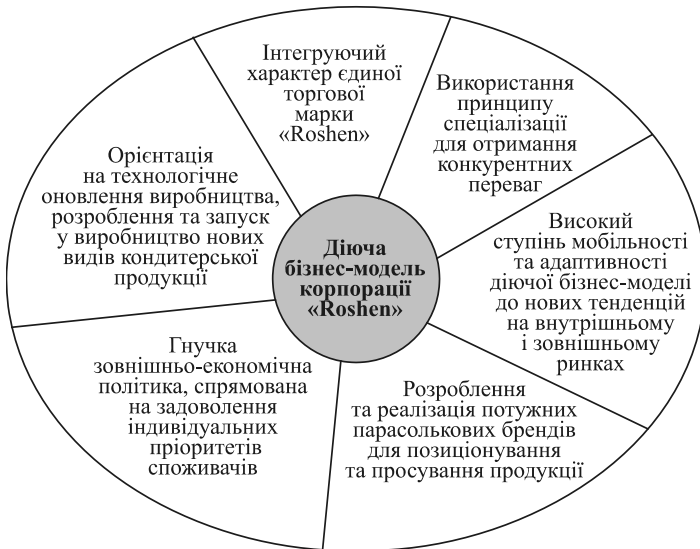 Інтегруючий
характер єдиної
торгової
марки
«Roshen»
Використання
принципу
спеціалізації
для отримання
конкурентних
переваг
Високий
ступінь мобільності
та адаптивності
діючої бізнес-моделі
до нових тенденцій
на внутрішньому
і зовнішньому
ринках
Розроблення
та реалізація потужних
парасолькових брендів
для позиціонування
та просування продукції
Гнучка
зовнішньо-економічна
політика, спрямована
на задоволення
індивідуальних
пріоритетів
споживачів
Орієнтація
на технологічне
оновлення виробництва,
розроблення та запуск
у виробництво нових
видів кондитерської
продукції
Діюча
бізнес-модель
корпорації
«Roshen»